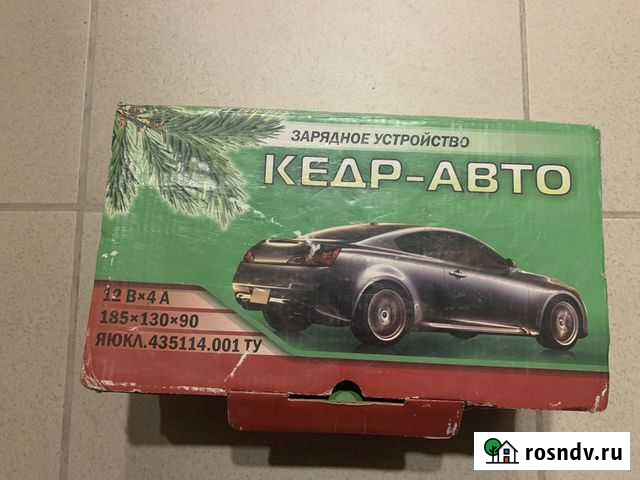 ЗАРЯДНОЕ УСТРОЙСТВО
КЕДР-АВТО
12 В×4 А
185×130×90
ЯЮКЛ.435114.001 ТУ
rosndv.ru